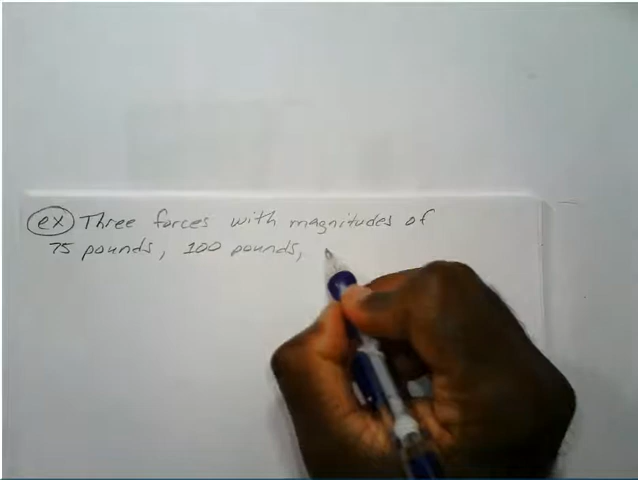 ex Three forces with magnitudes of
75 pounds, 100 pounds,